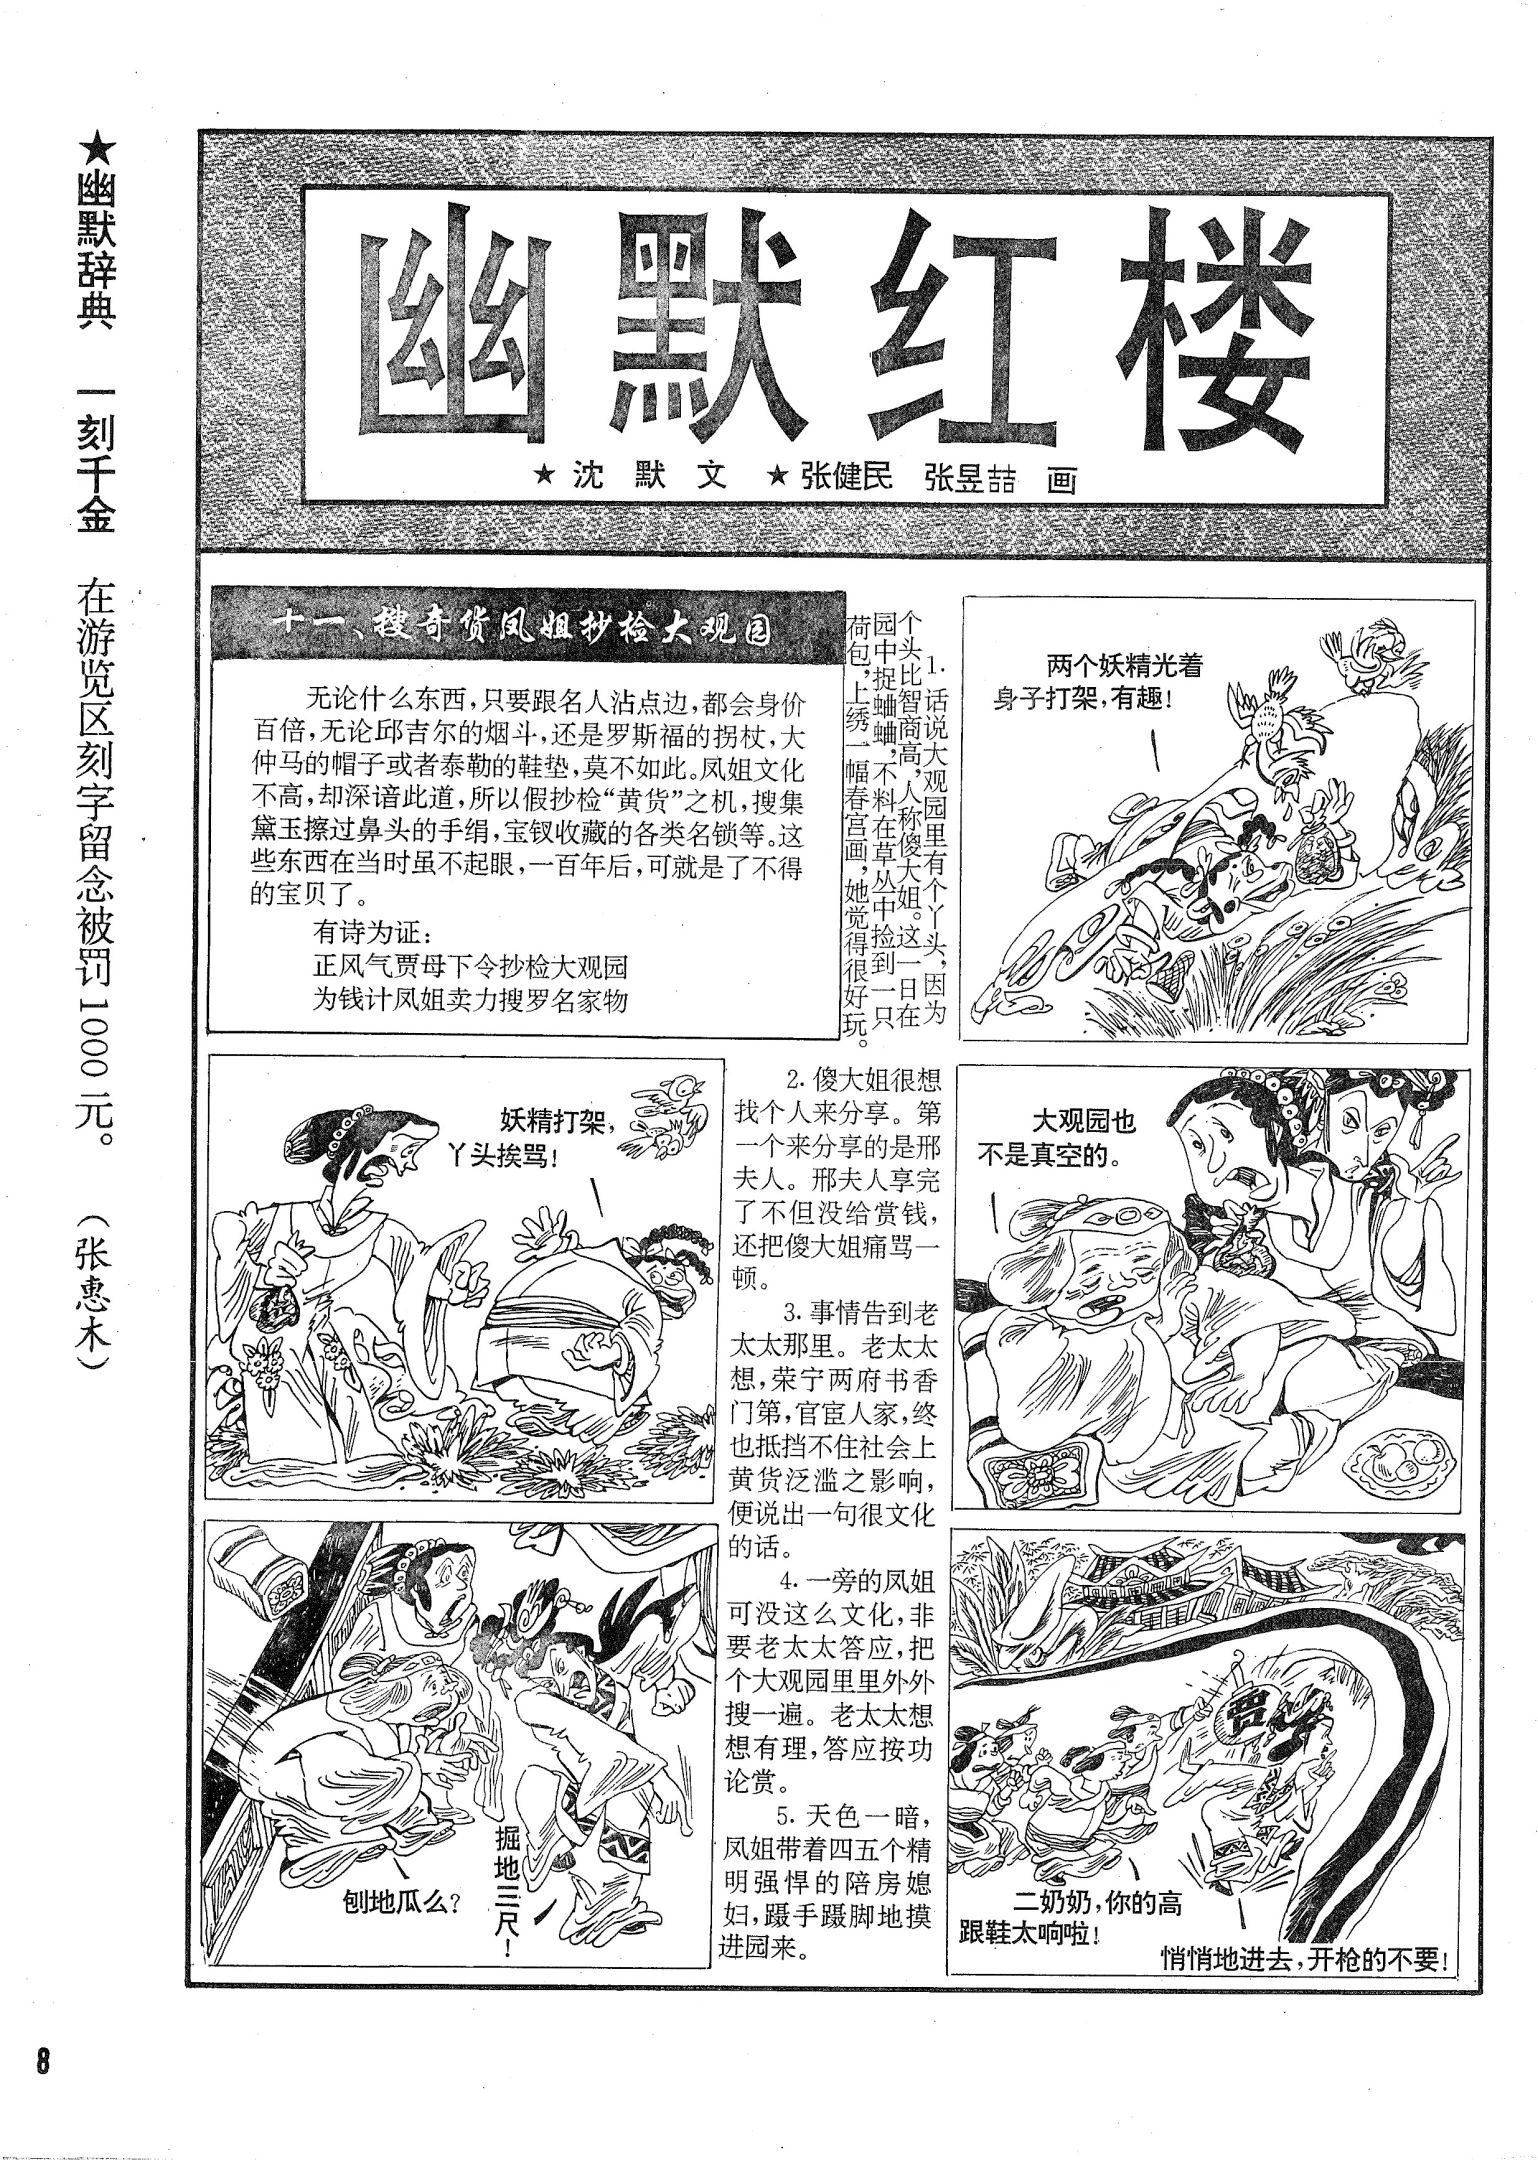 ★幽默辞典　一刻千金　在游览区刻字留念被罚1000元。　（张惠木）
幽默红楼
★沈默文　★张健民　张昱喆　画
十一、搜奇货凤姐抄检大观园
无论什么东西，只要跟名人沾点边，都会身价
百倍，无论邱吉尔的烟斗，还是罗斯福的拐杖，大
仲马的帽子或者泰勒的鞋垫，莫不如此。凤姐文化
不高，却深谙此道，所以假抄检“黄货”之机，搜集
黛玉擦过鼻头的手绢，宝钗收藏的各类名锁等。这
些东西在当时虽不起眼，一百年后，可就是了不得
的宝贝了。
有诗为证：
正风气贾母下令抄检大观园
为钱计凤姐卖力搜罗名家物
1．话说大观园里有个丫头，因为
个头比智商高，人称傻大姐。这一日在
园中捉蛐蛐，不料在草丛中捡到一只
荷包，上绣一幅春宫画，她觉得很好玩。
两个妖精光着
身子打架，有趣！
妖精打架，
丫头挨骂！
2．傻大姐很想
找个人来分享。第
一个来分享的是邢
夫人。邢夫人享完
了不但没给赏钱，
还把傻大姐痛骂一
顿。
3．事情告到老
太太那里。老太太
想，荣宁两府书香
门第，官宦人家，终
也抵挡不住社会上
黄货泛滥之影响，
便说出一句很文化
的话。
大观园也
不是真空的。
4．一旁的凤姐
可没这么文化，非
要老太太答应，把
个大观园里里外外
搜一遍。老太太想
想有理，答应按功
论赏。
刨地瓜么？
掘地三尺！
5．天色一暗，
凤姐带着四五个精
明强悍的陪房媳
妇，蹑手蹑脚地摸
进园来。
贾
二奶奶，你的高
跟鞋太响啦！
悄悄地进去，开枪的不要！
8